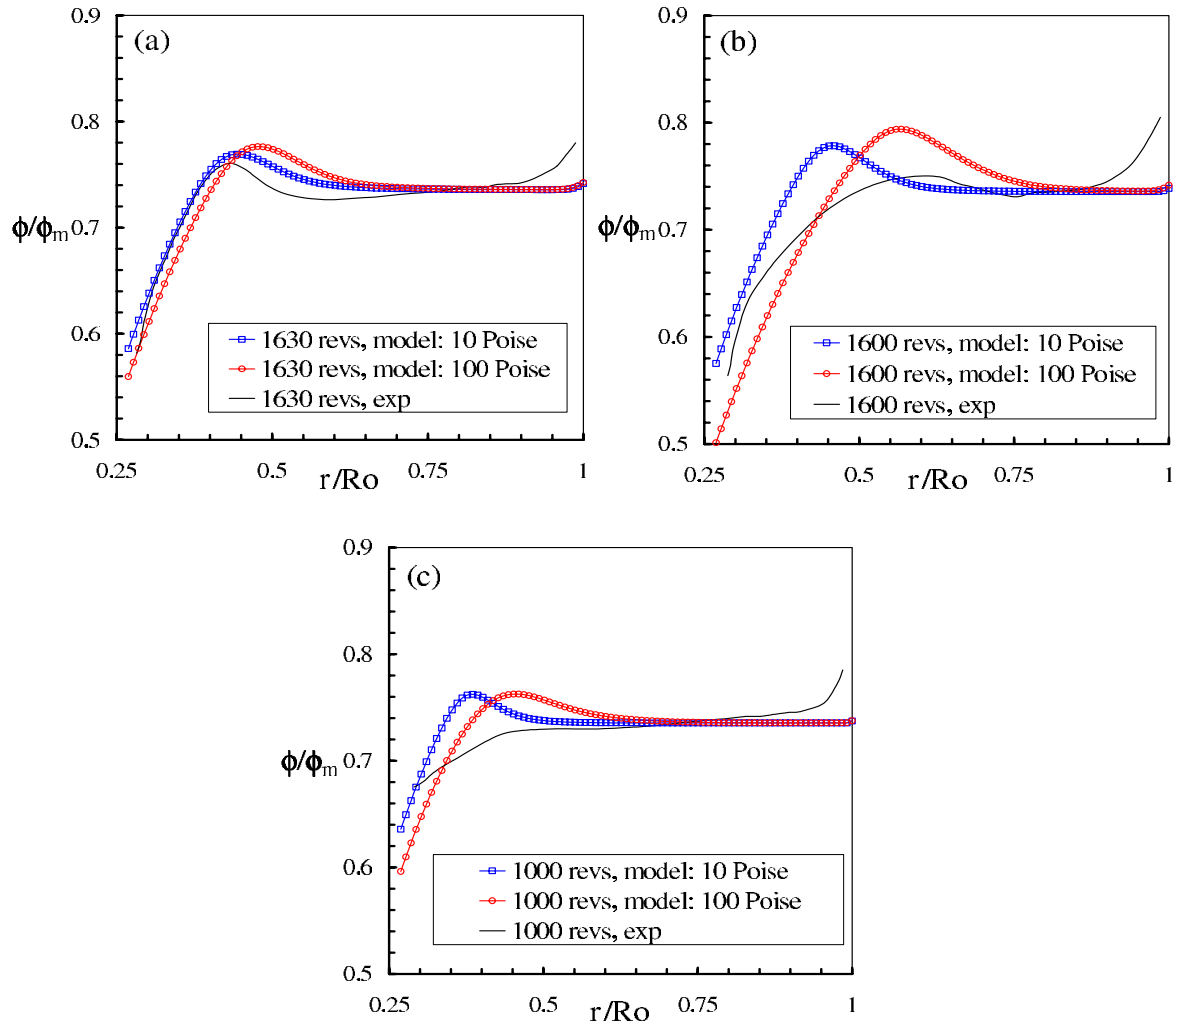 (a)
0.9
0.8
0.7
0.6
0.5
ϕ/ϕm
1630 revs, model: 10 Poise
1630 revs, model: 100 Poise
1630 revs, exp
0.25
0.5
0.75
1
r/Ro
(b)
0.9
0.8
0.7
0.6
0.5
ϕ/ϕm
1600 revs, model: 10 Poise
1600 revs, model: 100 Poise
1600 revs, exp
0.25
0.5
0.75
1
r/Ro
(c)
0.9
0.8
0.7
0.6
0.5
ϕ/ϕm
1000 revs, model: 10 Poise
1000 revs, model: 100 Poise
1000 revs, exp
0.25
0.5
0.75
1
r/Ro